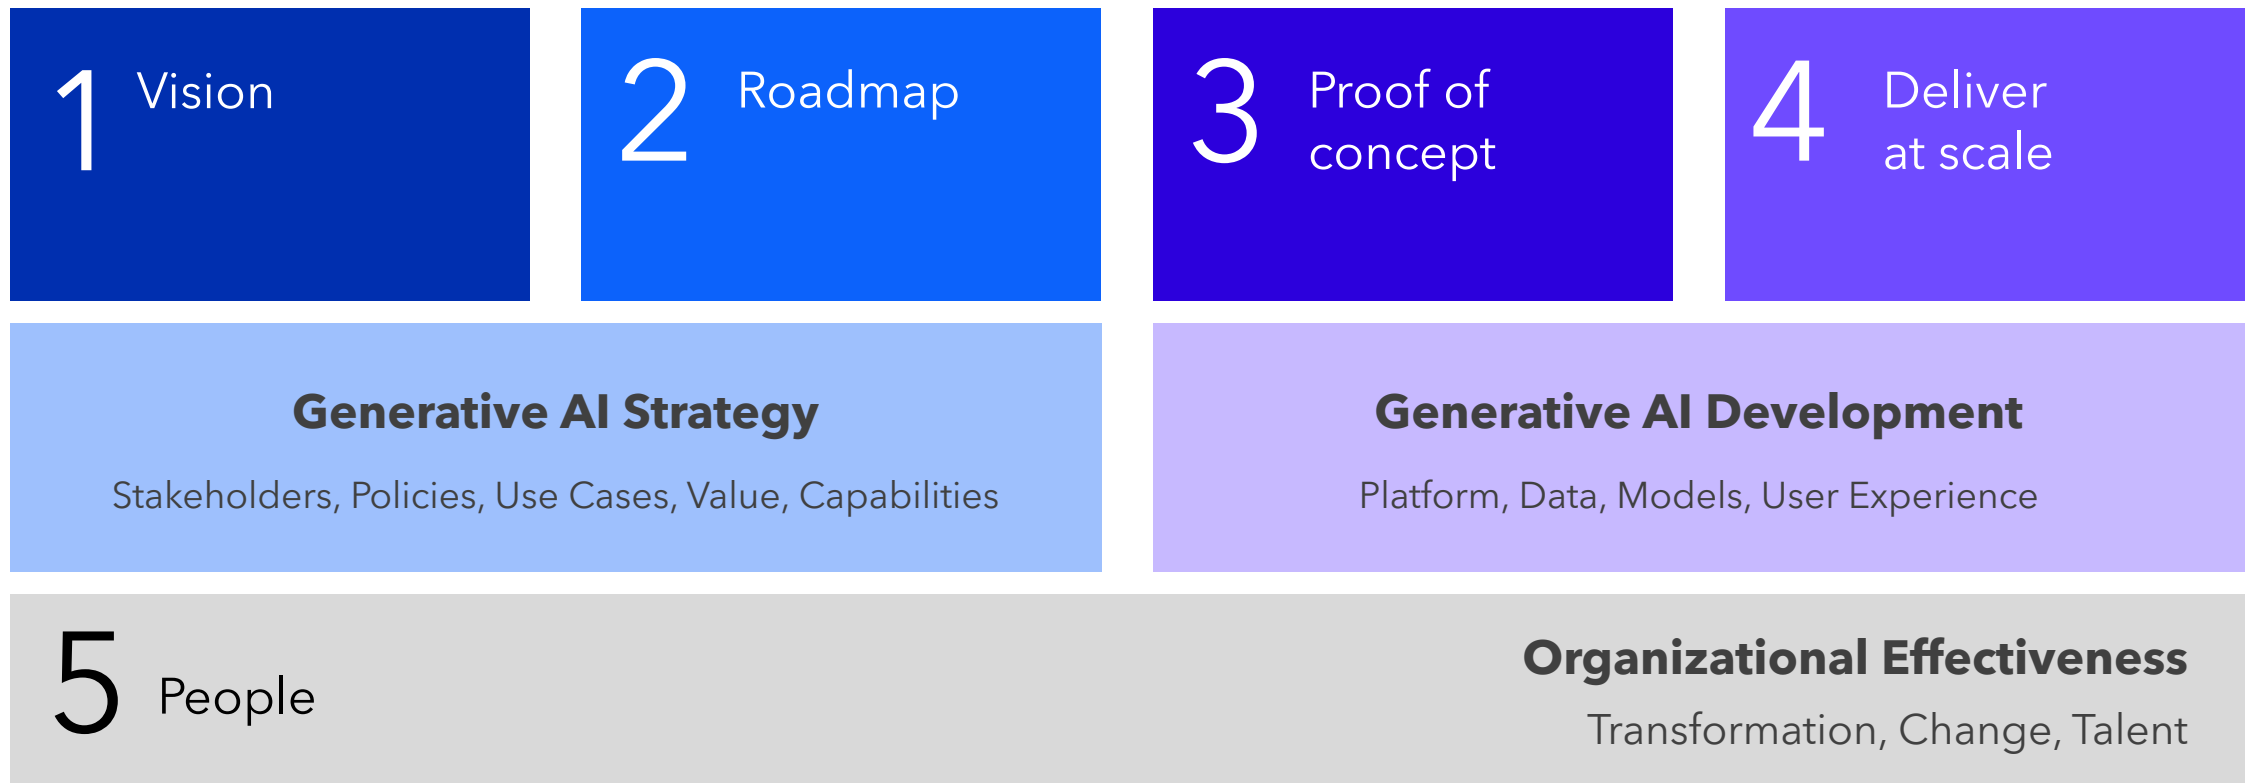 1
Vision
2
Roadmap
3
Proof of
concept
4
Deliver
at scale
Generative AI Strategy
Stakeholders, Policies, Use Cases, Value, Capabilities
Generative AI Development
Platform, Data, Models, User Experience
5
People
Organizational Effectiveness
Transformation, Change, Talent